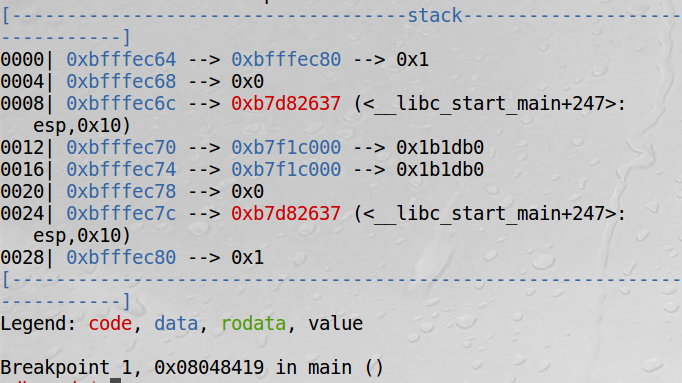 [------------------------------------stack--------------------
-----------]
0000| 0xbfffec64 --> 0xbfffec80 --> 0x1
0004| 0xbfffec68 --> 0x0
0008| 0xbfffec6c --> 0xb7d82637 (<__libc_start_main+247>:
esp,0x10)
0012| 0xbfffec70 --> 0xb7f1c000 --> 0x1b1db0
0016| 0xbfffec74 --> 0xb7f1c000 --> 0x1b1db0
0020| 0xbfffec78 --> 0x0
0024| 0xbfffec7c --> 0xb7d82637 (<__libc_start_main+247>:
esp,0x10)
0028| 0xbfffec80 --> 0x1
[-------------------------------------------------------------
-----------]
Legend: code, data, rodata, value
Breakpoint 1, 0x08048419 in main ()